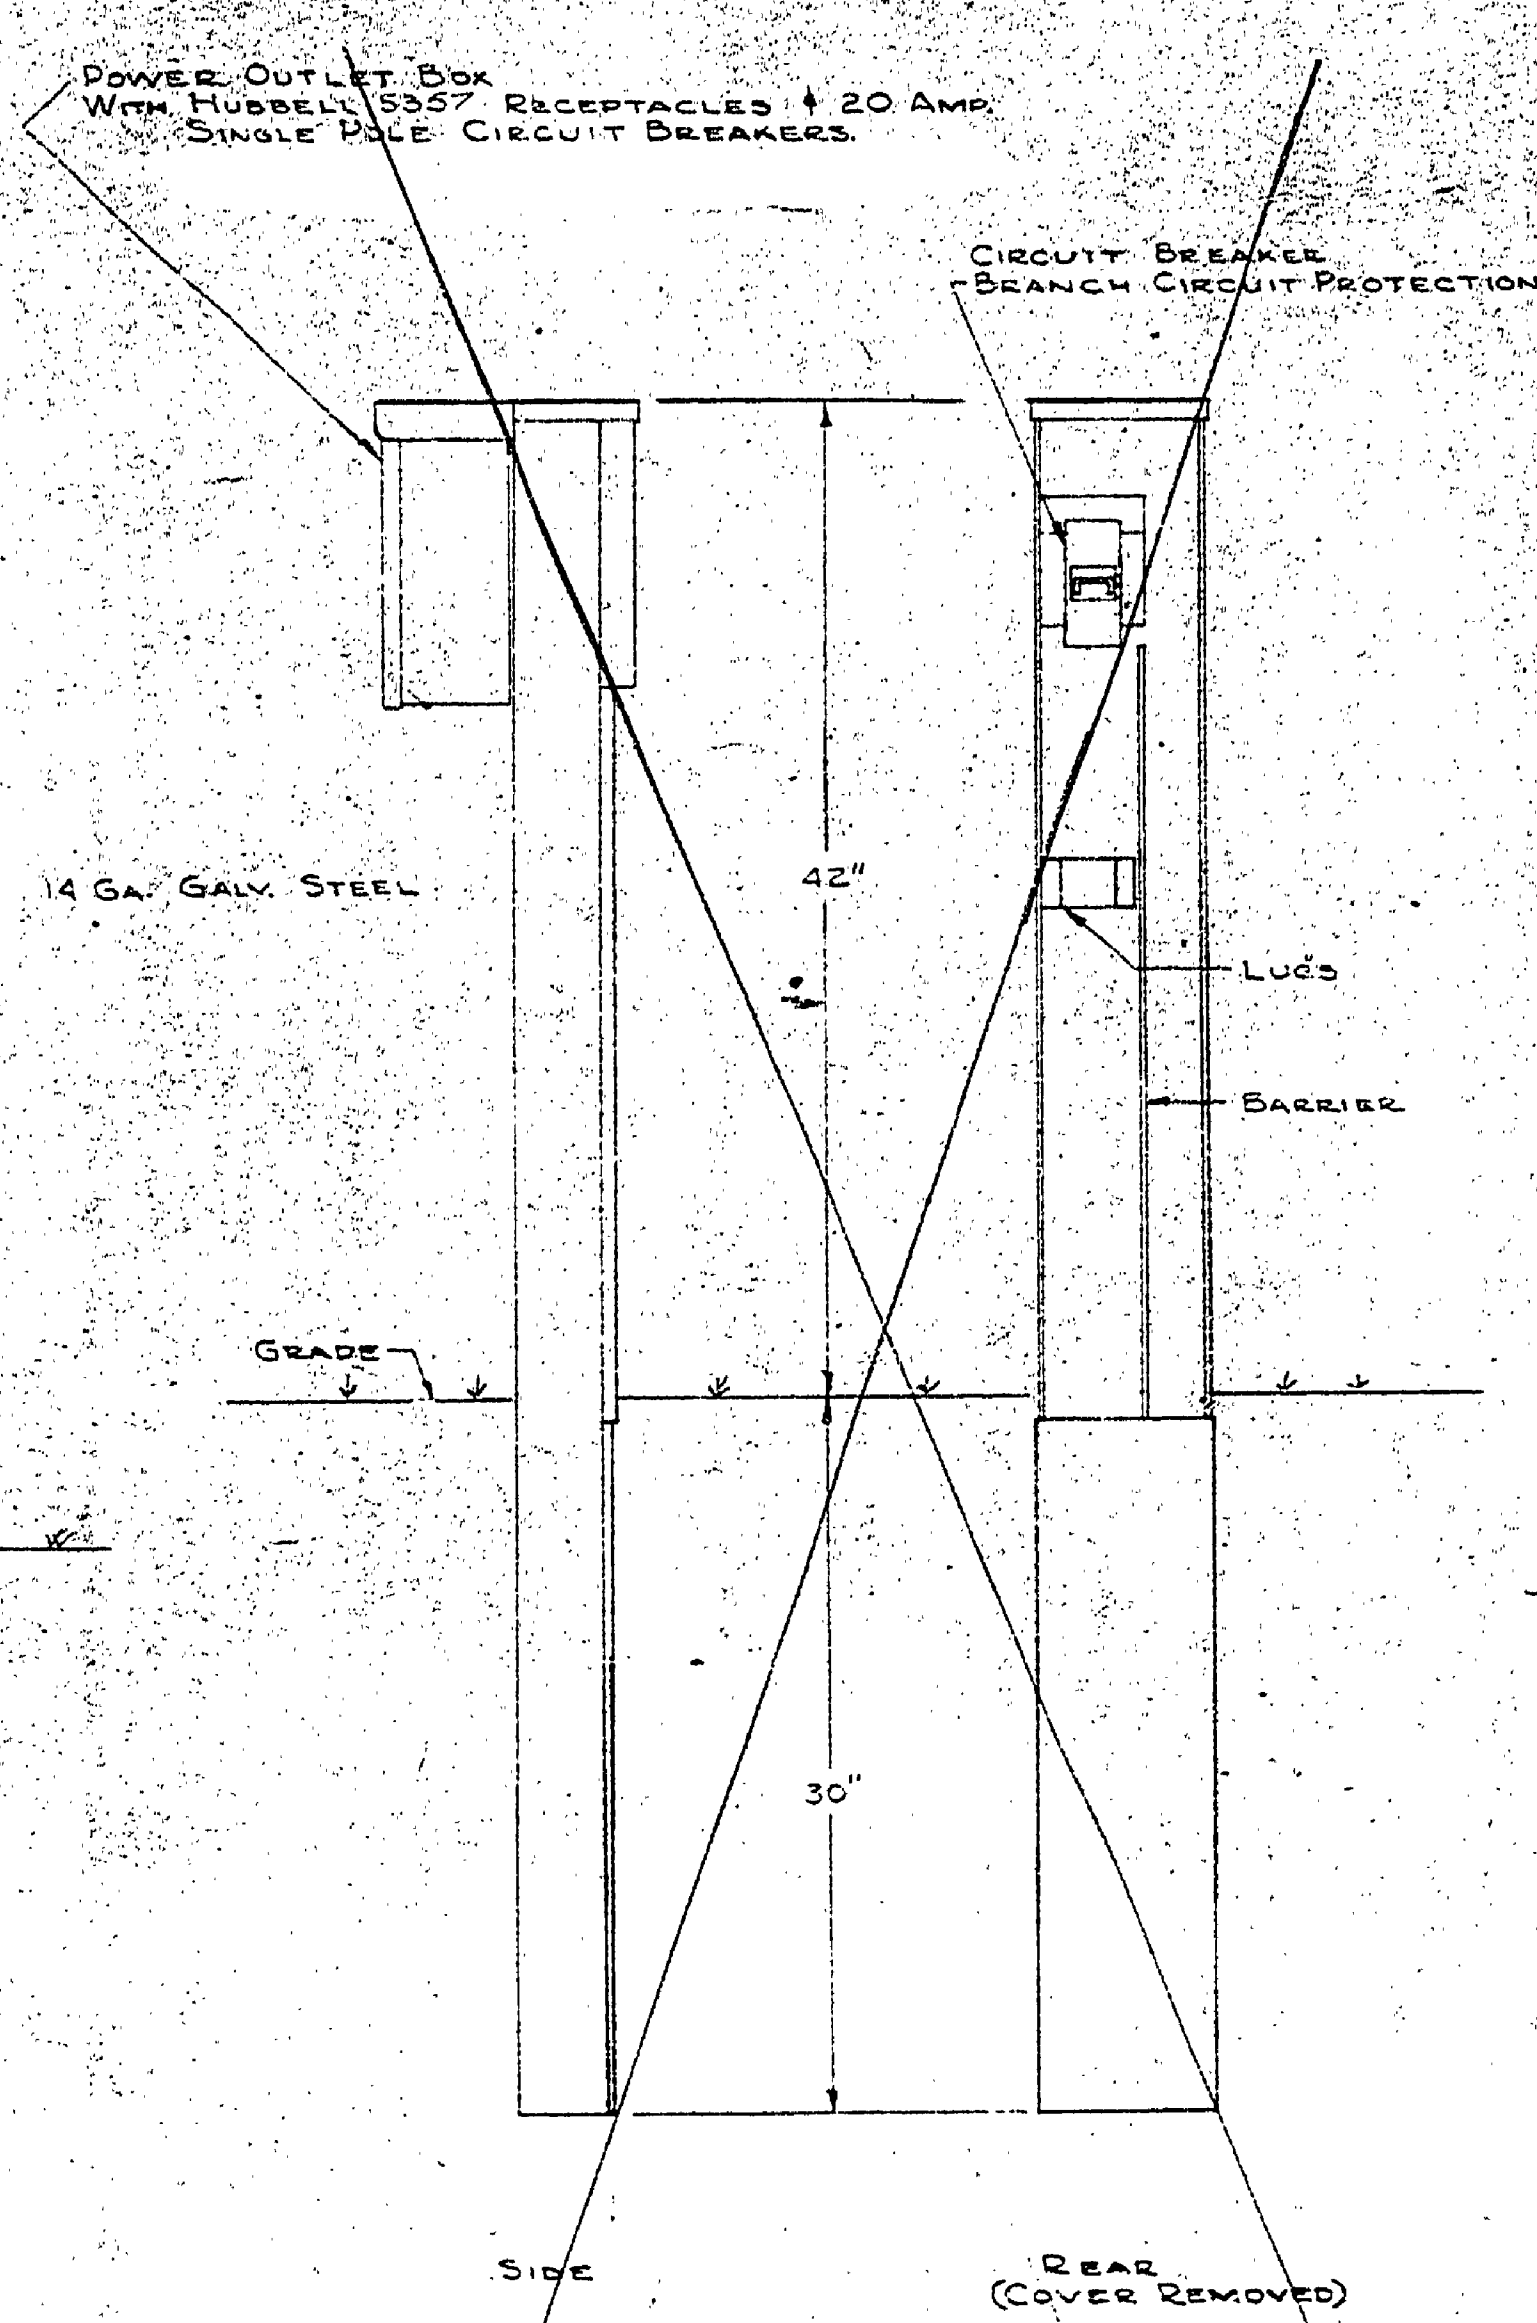 POWER OUTLET BOX
WITH HUBBELL 5357 RECEPTACLES & 20 AMP.
SINGLE POLE CIRCUIT BREAKERS.
CIRCUIT BREAKER
BRANCH CIRCUIT PROTECTION
42"
14 GA. GALV. STEEL
LUGS
BARRIER
GRADE
30"
SIDE
REAR
(COVER REMOVED)